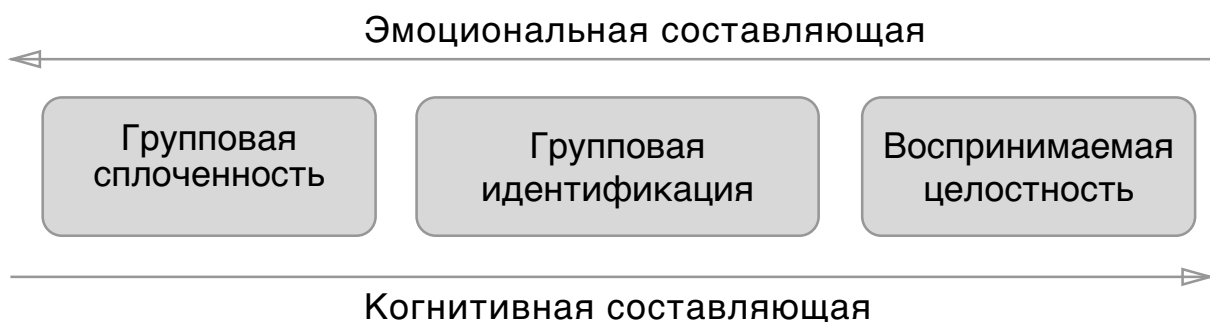 Эмоциональная составляющая
Групповая
сплоченность
Групповая
идентификация
Воспринимаемая
целостность
Когнитивная составляющая